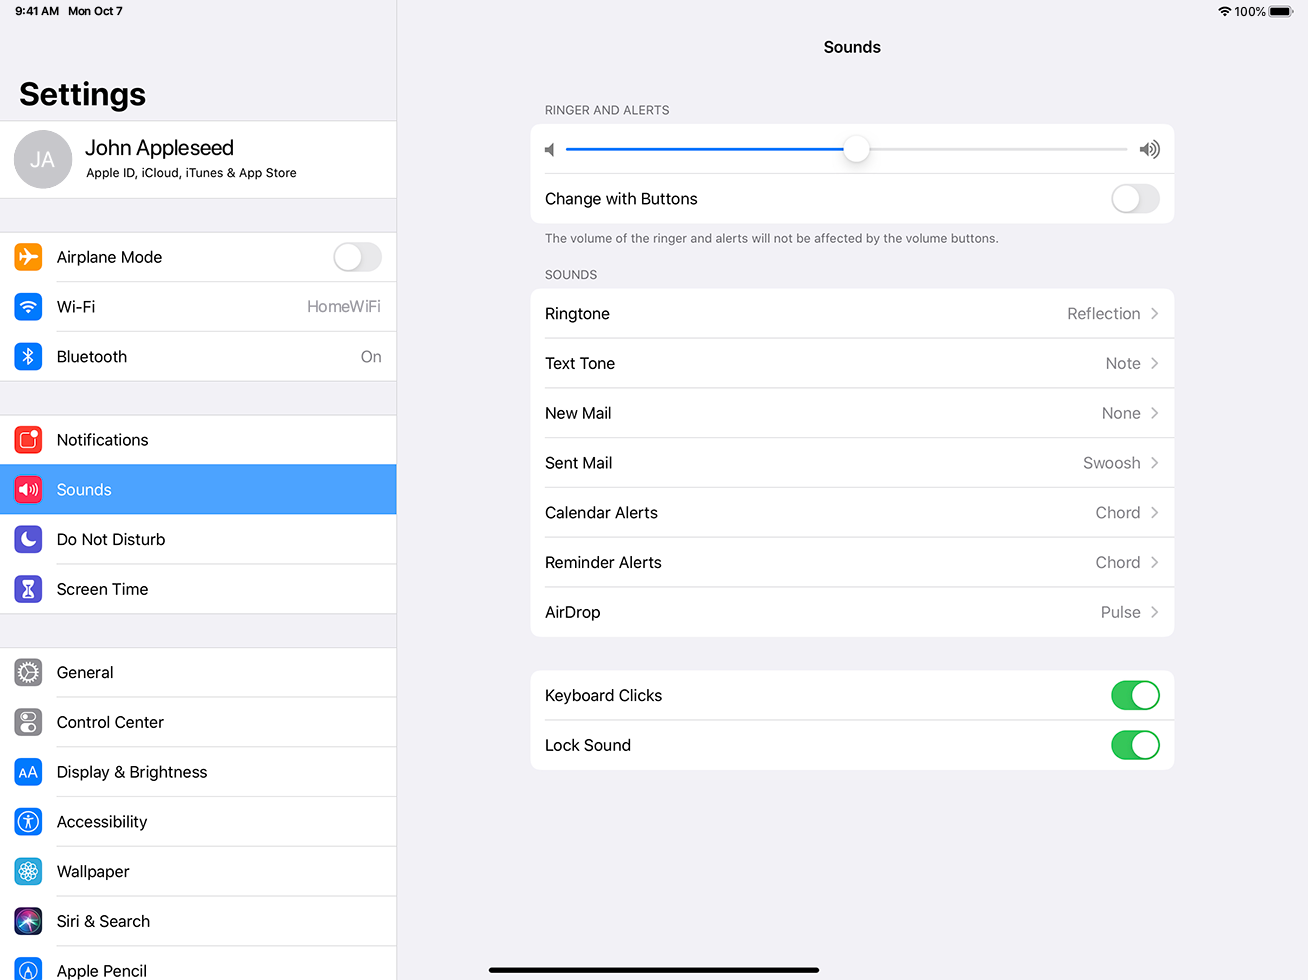 9:41 AM Mon Oct 7
100%
Settings
JA
John Appleseed
Apple ID, iCloud, iTunes & App Store
Airplane Mode
Wi-Fi HomeWiFi
Bluetooth On
Notifications
Sounds
Do Not Disturb
Screen Time
General
Control Center
AA Display & Brightness
Accessibility
Wallpaper
Siri & Search
Apple Pencil
Sounds
RINGER AND ALERTS
Change with Buttons
The volume of the ringer and alerts will not be affected by the volume buttons.
SOUNDS
Ringtone Reflection
Text Tone Note
New Mail None
Sent Mail Swoosh
Calendar Alerts Chord
Reminder Alerts Chord
AirDrop Pulse
Keyboard Clicks
Lock Sound